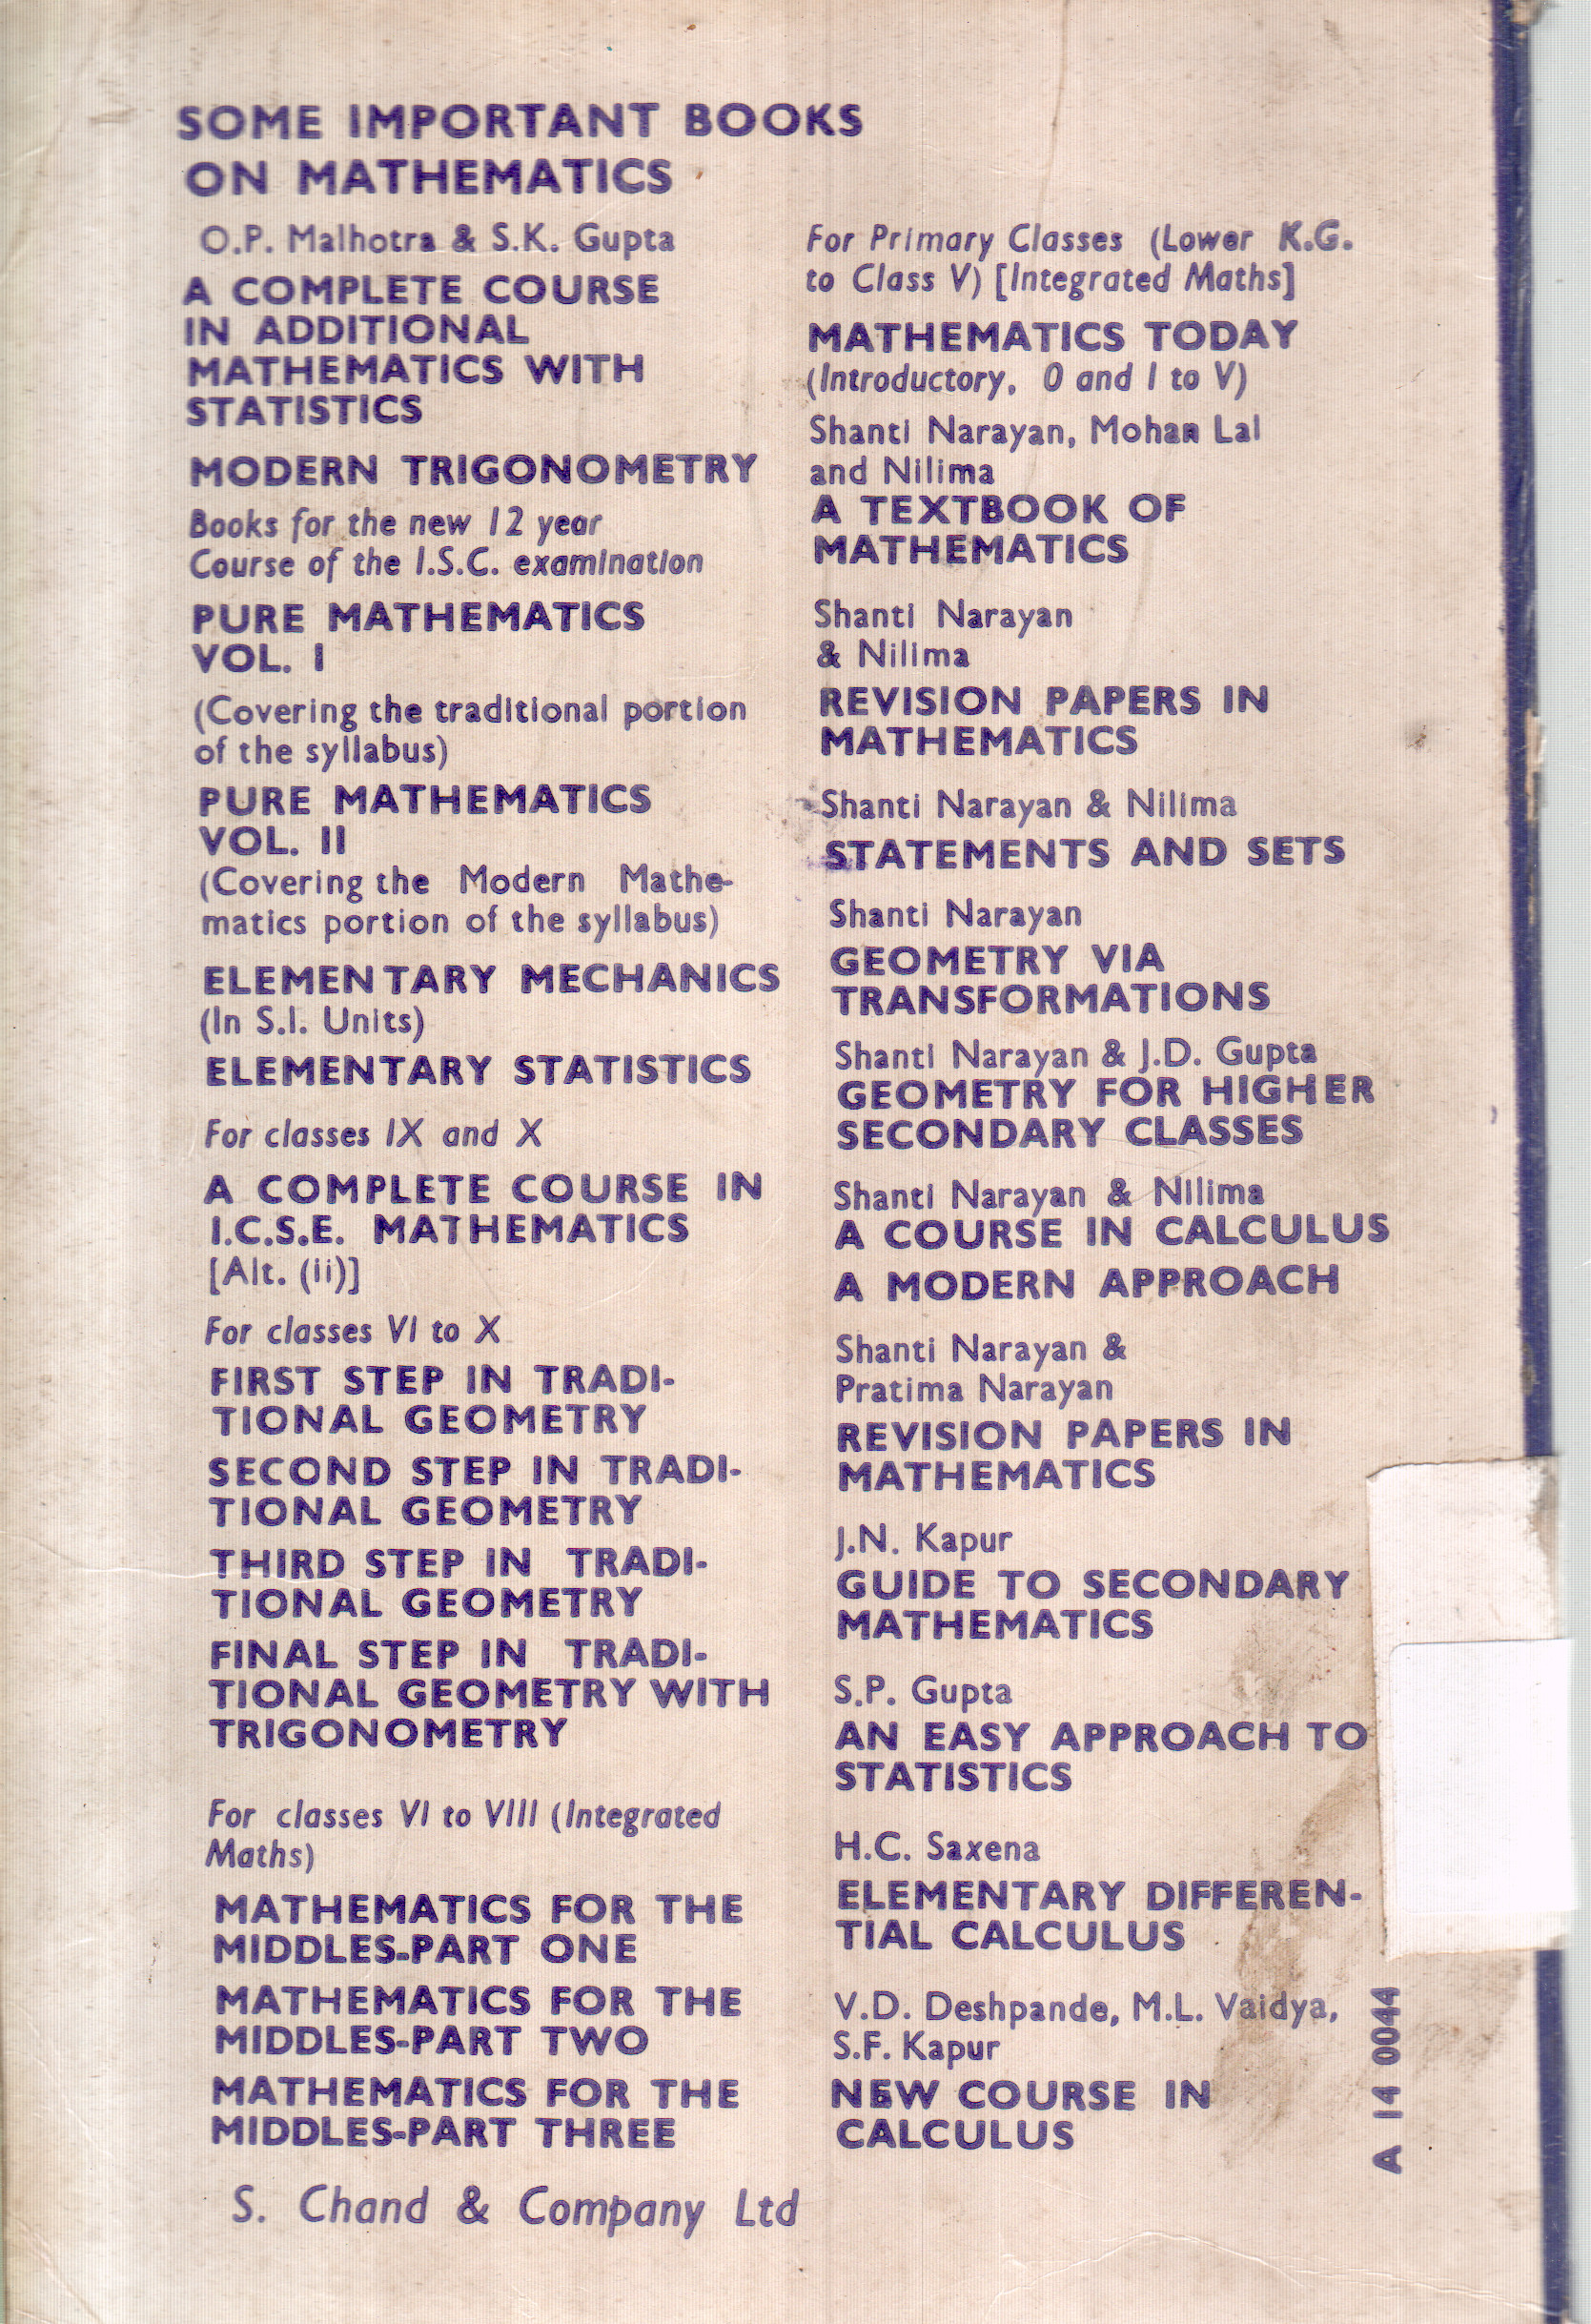 SOME IMPORTANT BOOKS
ON MATHEMATICS
O.P. Malhotra & S.K. Gupta
A COMPLETE COURSE
IN ADDITIONAL
MATHEMATICS WITH
STATISTICS
MODERN TRIGONOMETRY
Books for the new 12 year
Course of the I.S.C. examination
PURE MATHEMATICS
VOL. I
(Covering the traditional portion
of the syllabus)
PURE MATHEMATICS
VOL. II
(Covering the Modern Mathe-
matics portion of the syllabus)
ELEMENTARY MECHANICS
(In S.I. Units)
ELEMENTARY STATISTICS
For classes IX and X
A COMPLETE COURSE IN
I.C.S.E. MATHEMATICS
[Alt. (ii)]
For classes VI to X
FIRST STEP IN TRADI-
TIONAL GEOMETRY
SECOND STEP IN TRADI-
TIONAL GEOMETRY
THIRD STEP IN TRADI-
TIONAL GEOMETRY
FINAL STEP IN TRADI-
TIONAL GEOMETRY WITH
TRIGONOMETRY
For classes VI to VIII (Integrated
Maths)
MATHEMATICS FOR THE
MIDDLES-PART ONE
MATHEMATICS FOR THE
MIDDLES-PART TWO
MATHEMATICS FOR THE
MIDDLES-PART THREE
For Primary Classes (Lower K.G.
to Class V) [Integrated Maths]
MATHEMATICS TODAY
(Introductory, 0 and I to V)
Shanti Narayan, Mohan Lal
and Nilima
A TEXTBOOK OF
MATHEMATICS
Shanti Narayan
& Nilima
REVISION PAPERS IN
MATHEMATICS
Shanti Narayan & Nilima
STATEMENTS AND SETS
Shanti Narayan
GEOMETRY VIA
TRANSFORMATIONS
Shanti Narayan & J.D. Gupta
GEOMETRY FOR HIGHER
SECONDARY CLASSES
Shanti Narayan & Nilima
A COURSE IN CALCULUS
A MODERN APPROACH
Shanti Narayan &
Pratima Narayan
REVISION PAPERS IN
MATHEMATICS
J.N. Kapur
GUIDE TO SECONDARY
MATHEMATICS
S.P. Gupta
AN EASY APPROACH TO
STATISTICS
H.C. Saxena
ELEMENTARY DIFFEREN-
TIAL CALCULUS
V.D. Deshpande, M.L. Vaidya,
S.F. Kapur
NEW COURSE IN
CALCULUS
A 14 0044
S. Chand & Company Ltd